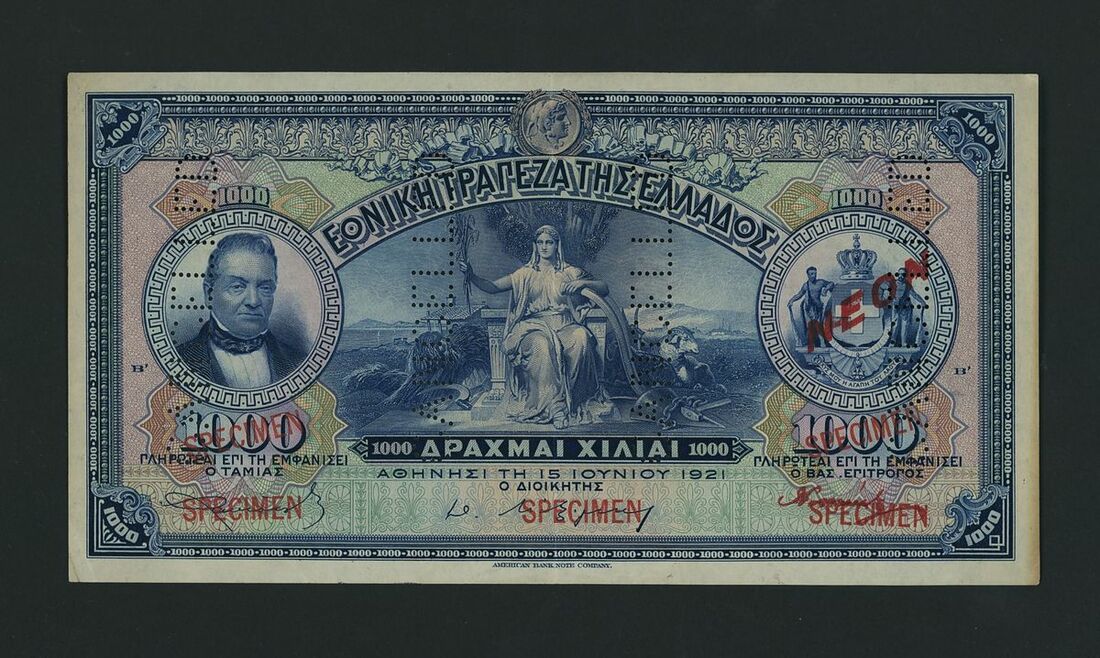 1000 1000
1000 1000
ΕΘΝΙΚΗ ΤΡΑΠΕΖΑ ΤΗΣ ΕΛΛΑΔΟΣ
ΝΕΟΝ
Β' Β'
1000 1000
SPECIMEN SPECIMEN
1000 ΔΡΑΧΜΑΙ ΧΙΛΙΑΙ 1000
ΠΛΗΡΩΤΕΑΙ ΕΠΙ ΤΗ ΕΜΦΑΝΙΣΕΙ ΑΘΗΝΗΣΙ ΤΗ 15 ΙΟΥΝΙΟΥ 1921 ΠΛΗΡΩΤΕΑΙ ΕΠΙ ΤΗ ΕΜΦΑΝΙΣΕΙ
Ο ΤΑΜΙΑΣ Ο ΔΙΟΙΚΗΤΗΣ Ο ΒΑΣ. ΕΠΙΤΡΟΠΟΣ
SPECIMEN SPECIMEN SPECIMEN
1000 1000
AMERICAN BANK NOTE COMPANY.